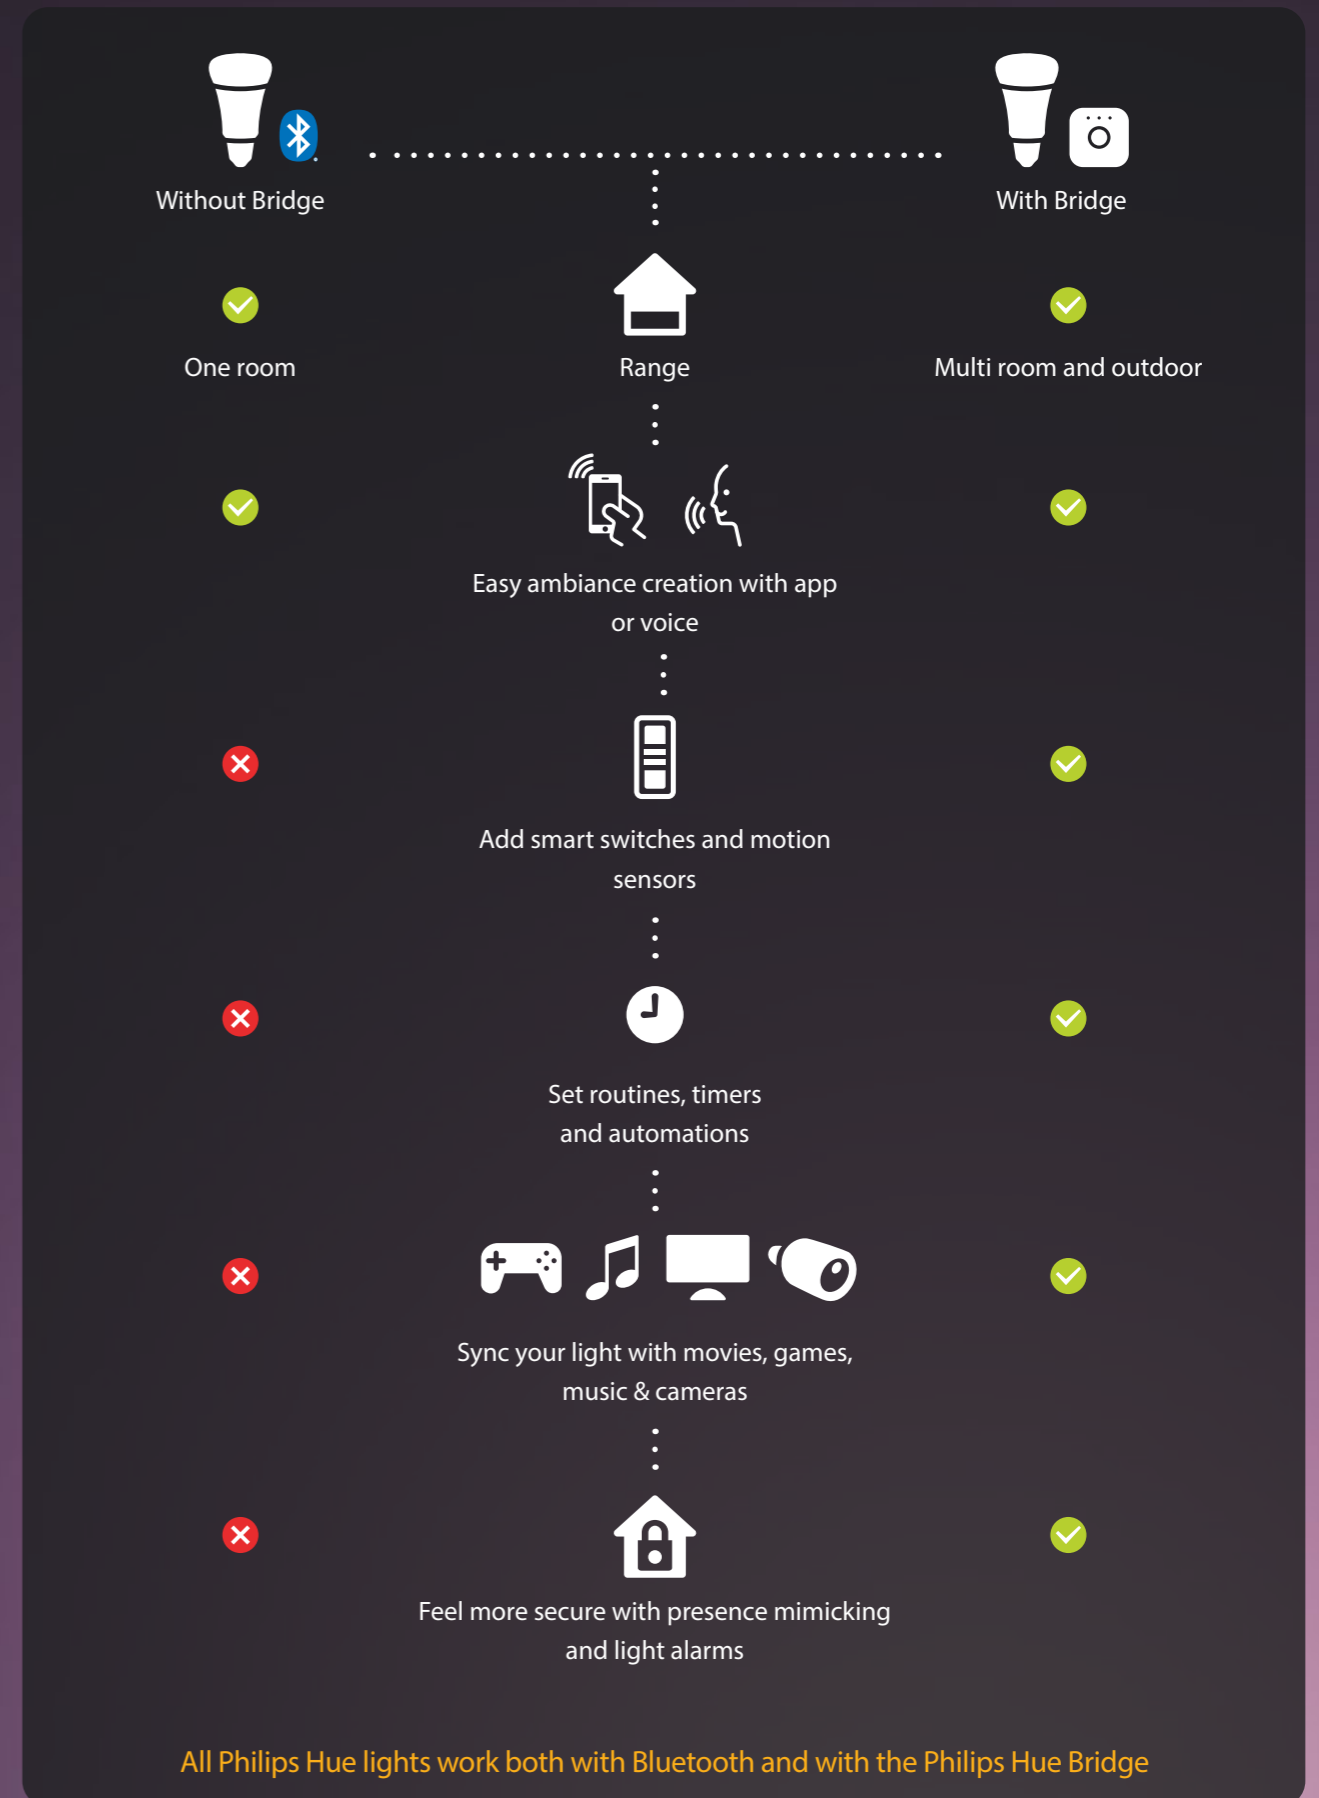 Without Bridge
With Bridge
One room
Range
Multi room and outdoor
Easy ambiance creation with app
or voice
Add smart switches and motion
sensors
Set routines, timers
and automations
Sync your light with movies, games,
music & cameras
Feel more secure with presence mimicking
and light alarms
All Philips Hue lights work both with Bluetooth and with the Philips Hue Bridge